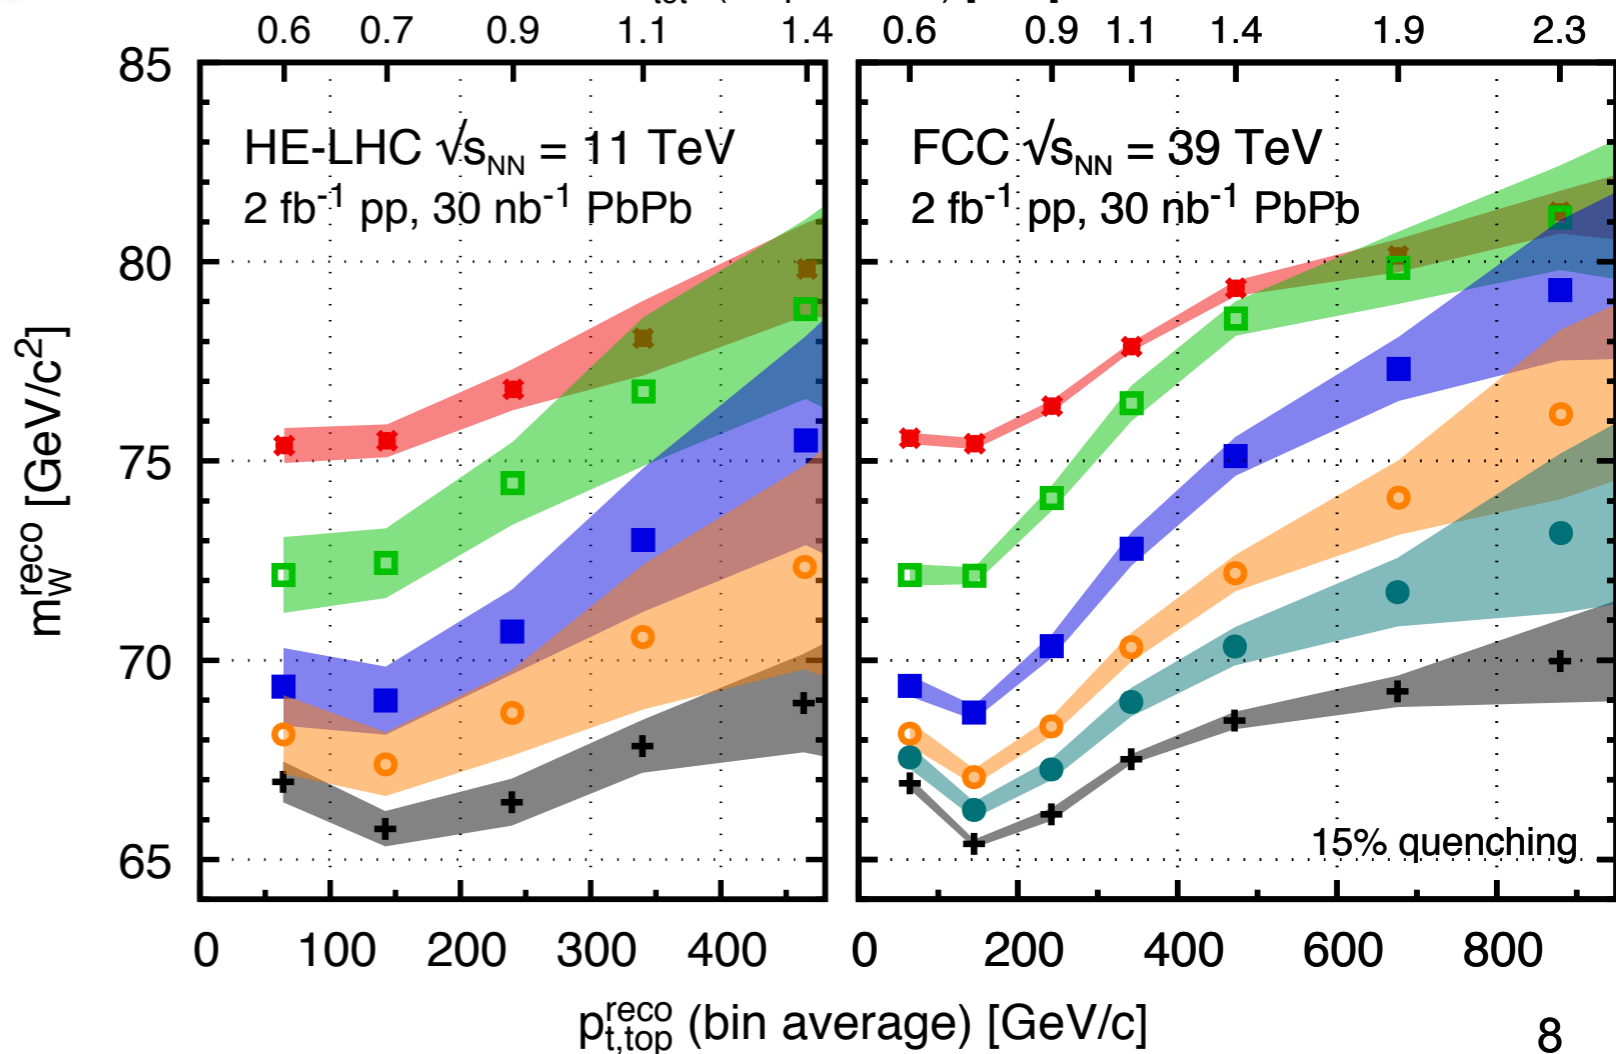 0.6 0.7 0.9 1.1 1.4 0.6 0.9 1.1 1.4 1.9 2.3
85
HE-LHC √s_NN = 11 TeV
2 fb^-1 pp, 30 nb^-1 PbPb
FCC √s_NN = 39 TeV
2 fb^-1 pp, 30 nb^-1 PbPb
80
75
70
65
m_W^reco [GeV/c^2]
15% quenching
0 100 200 300 400 0 200 400 600 800
p_t,top^reco (bin average) [GeV/c]
8